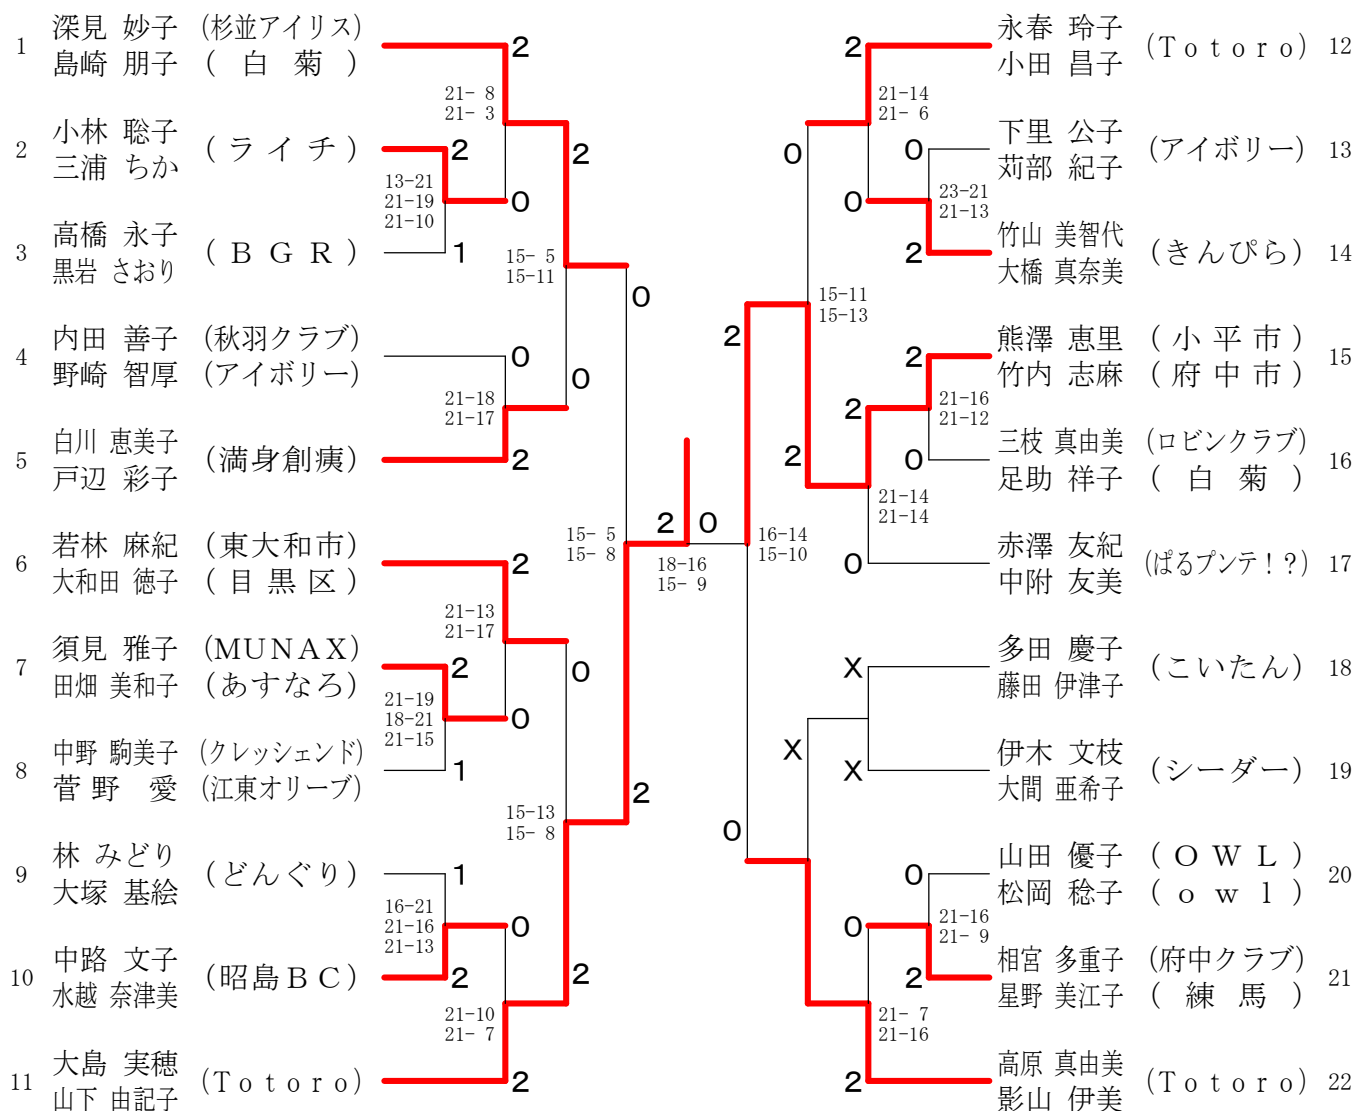 1 深見 妙子 (杉並アイリス)
島崎 朋子 ( 白 菊 )
2
21- 8
21- 3
2 小林 聡子 (ライチ)
三浦 ちか
2
2
13-21
21-19
21-10
0
3 高橋 永子 (BGR)
黒岩 さおり
1
15- 5
15-11
0
4 内田 善子 (秋羽クラブ)
野崎 智厚 (アイボリー)
0
0
21-18
21-17
5 白川 恵美子 (満身創痍)
戸辺 彩子
2
15- 5
15- 8
2 0
18-16
15- 9
6 若林 麻紀 (東大和市)
大和田 徳子 (目黒区)
2
21-13
21-17
7 須見 雅子 (MUNAX)
田畑 美和子 (あすなろ)
2
0
21-19
18-21
21-15
0
8 中野 駒美子 (クレッシェンド)
菅野 愛 (江東オリーブ)
1
2
15-13
15- 8
9 林 みどり (どんぐり)
大塚 基絵
1
16-21
21-16
21-13
0
10 中路 文子 (昭島BC)
水越 奈津美
2
2
21-10
21- 7
11 大島 実穂 (Totoro)
山下 由記子
2
2
永春 玲子 (Totoro) 12
小田 昌子
21-14
21- 6
0
0
下里 公子 (アイボリー) 13
苅部 紀子
23-21
21-13
0
2
竹山 美智代 (きんぴら) 14
大橋 真奈美
15-11
15-13
2
2
熊澤 恵里 (小平市) 15
竹内 志麻 (府中市)
2
21-16
21-12
2
0
三枝 真由美 (ロビンクラブ) 16
足助 祥子 ( 白 菊 )
21-14
21-14
16-14
15-10
0
赤澤 友紀 (ぱるプンテ!?) 17
中附 友美
X
多田 慶子 (こいたん) 18
藤田 伊津子
X
X
伊木 文枝 (シーダー) 19
大間 亜希子
0
0
山田 優子 (OWL) 20
松岡 稔子 (owl)
21-16
21- 9
0
2
相宮 多重子 (府中クラブ) 21
星野 美江子 ( 練 馬 )
21- 7
21-16
2
高原 真由美 (Totoro) 22
影山 伊美